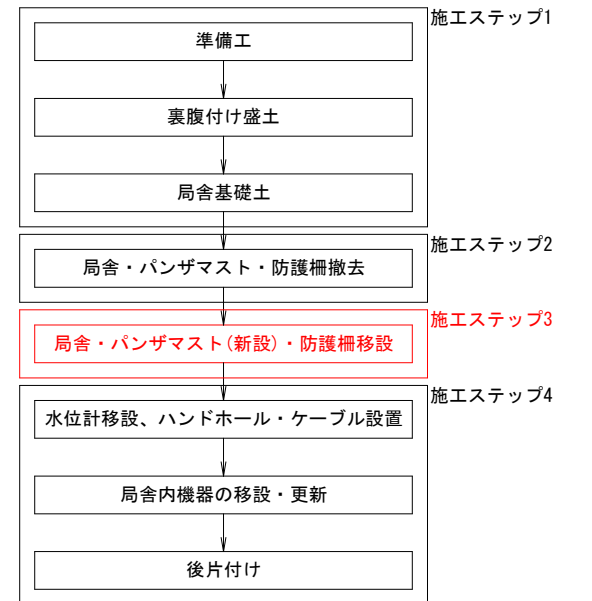 施工ステップ1
準備工
裏腹付け盛土
局舎基礎土
施工ステップ2
局舎・パンザマスト・防護柵撤去
施工ステップ3
局舎・パンザマスト(新設)・防護柵移設
施工ステップ4
水位計移設、ハンドホール・ケーブル設置
局舎内機器の移設・更新
後片付け